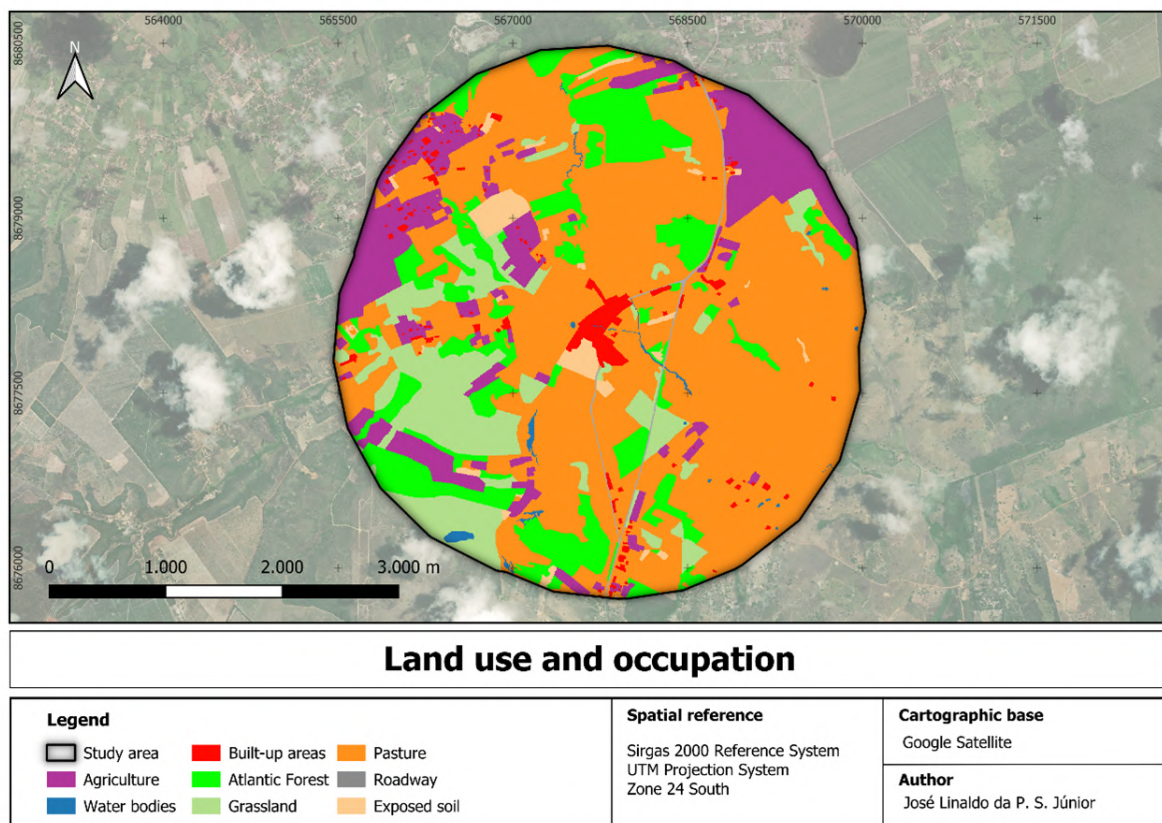 564000 565500 567000 568500 570000 571500
8680500
8679000
8677500
8676000
N
0 1.000 2.000 3.000 m
Land use and occupation
Legend
Study area
Agriculture
Water bodies
Built-up areas
Atlantic Forest
Grassland
Pasture
Roadway
Exposed soil
Spatial reference
Sirgas 2000 Reference System
UTM Projection System
Zone 24 South
Cartographic base
Google Satellite
Author
José Linaldo da P. S. Júnior